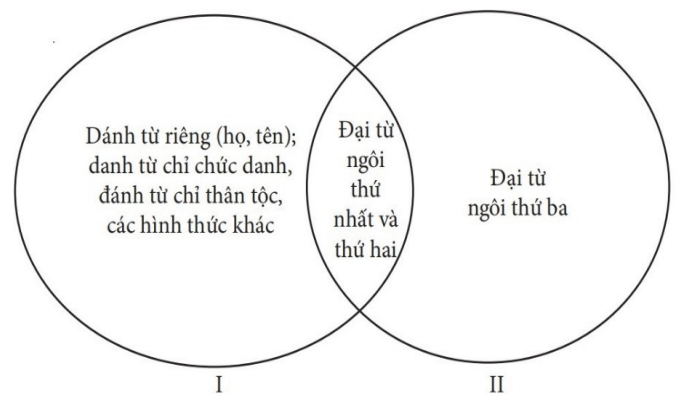 Dánh từ riêng (họ, tên);
danh từ chỉ chức danh,
đánh từ chỉ thân tộc,
các hình thức khác
Đại từ
ngôi
thứ
nhất và
thứ hai
Đại từ
ngôi thứ ba
I
II